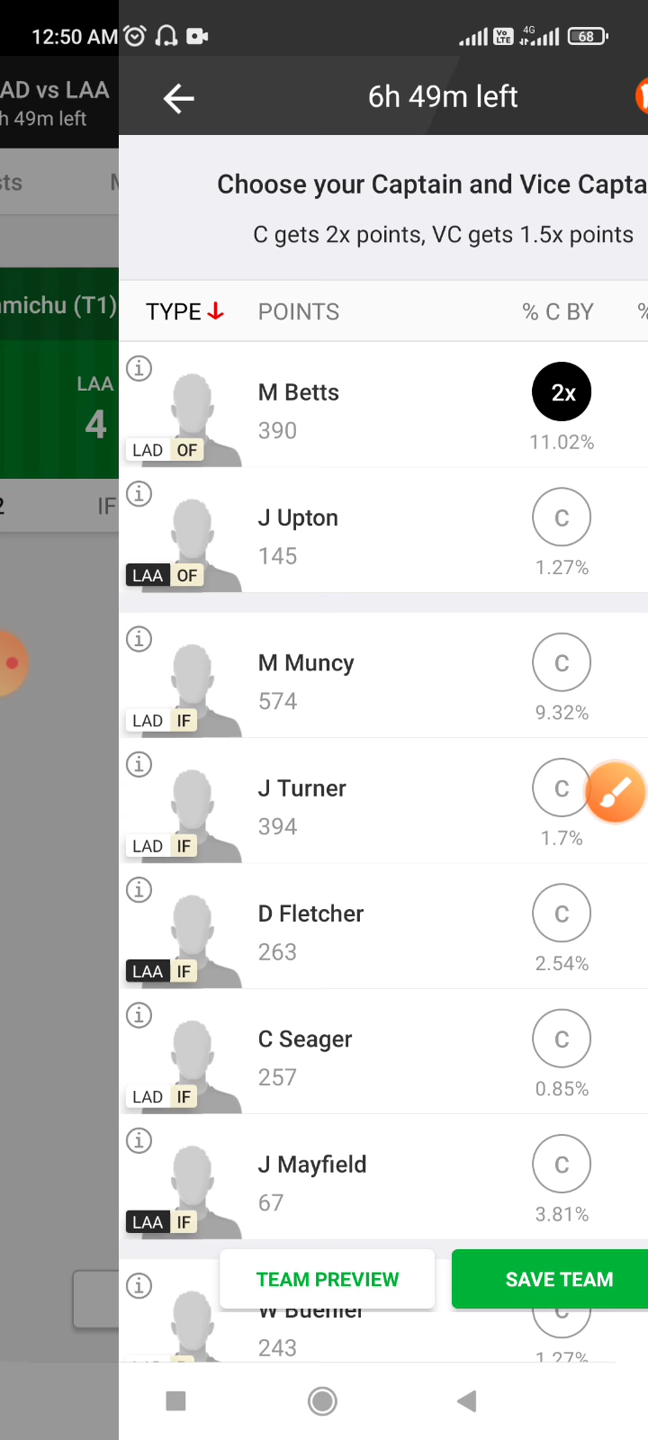 12:50 AM
Vo LTE
4G
68
AD vs LAA
h 49m left
6h 49m left
Choose your Captain and Vice Capta
C gets 2x points, VC gets 1.5x points
sts
TYPE POINTS % C BY %
michu (T1)
LAA
4
2 IF
M Betts
390
2x
11.02%
LAD OF
J Upton
145
C
1.27%
LAA OF
M Muncy
574
C
9.32%
LAD IF
J Turner
394
C
1.7%
LAD IF
D Fletcher
263
C
2.54%
LAA IF
C Seager
257
C
0.85%
LAD IF
J Mayfield
67
C
3.81%
LAA IF
TEAM PREVIEW
SAVE TEAM
W Buehler
243
C
1.27%